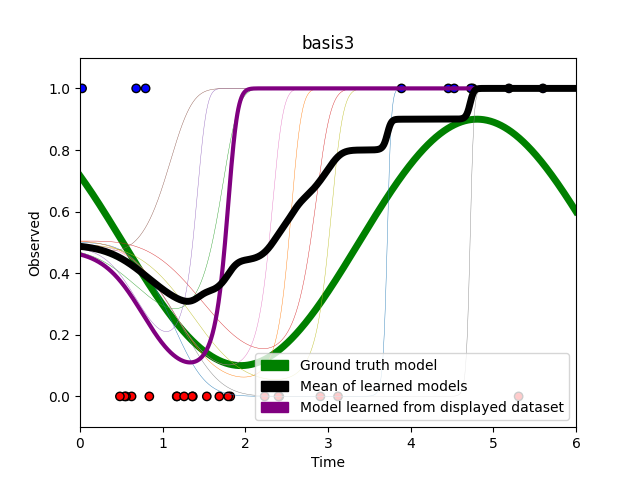 basis3
1.0
0.8
0.6
0.4
0.2
0.0
Observed
Ground truth model
Mean of learned models
Model learned from displayed dataset
0 1 2 3 4 5 6
Time